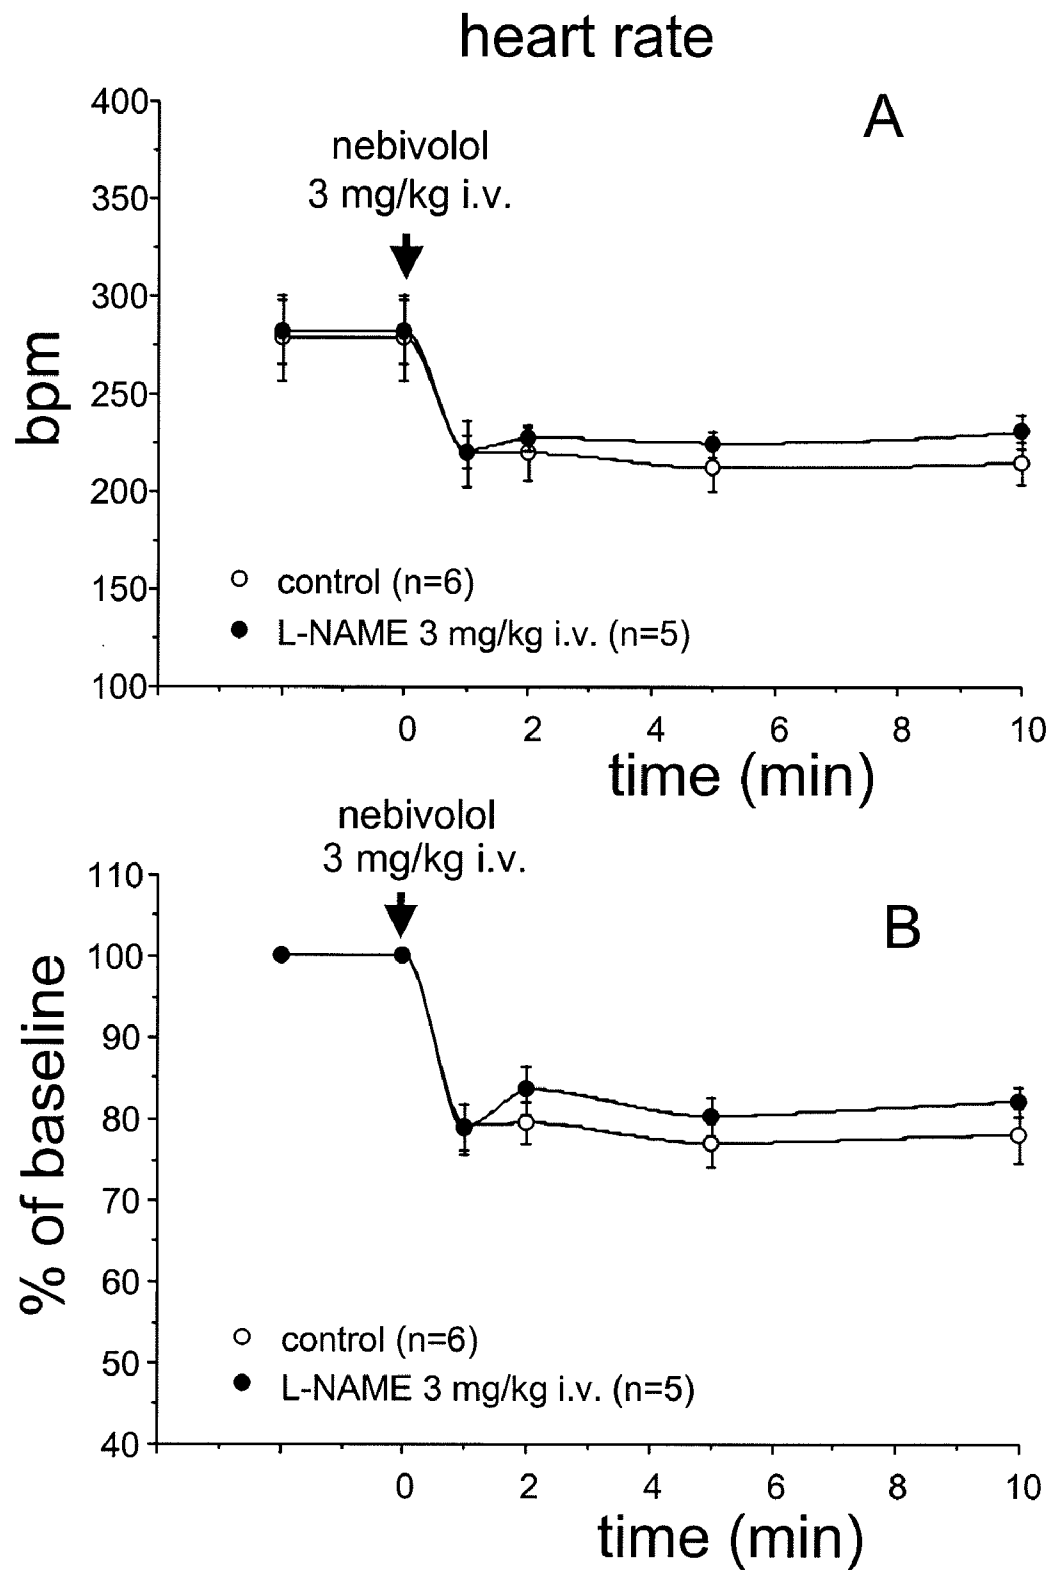 heart rate
A
nebivolol
3 mg/kg i.v.
400
350
300
250
200
150
100
bpm
control (n=6)
L-NAME 3 mg/kg i.v. (n=5)
0 2 4 6 8 10
time (min)
nebivolol
3 mg/kg i.v.
B
110
100
90
80
70
60
50
40
% of baseline
control (n=6)
L-NAME 3 mg/kg i.v. (n=5)
0 2 4 6 8 10
time (min)